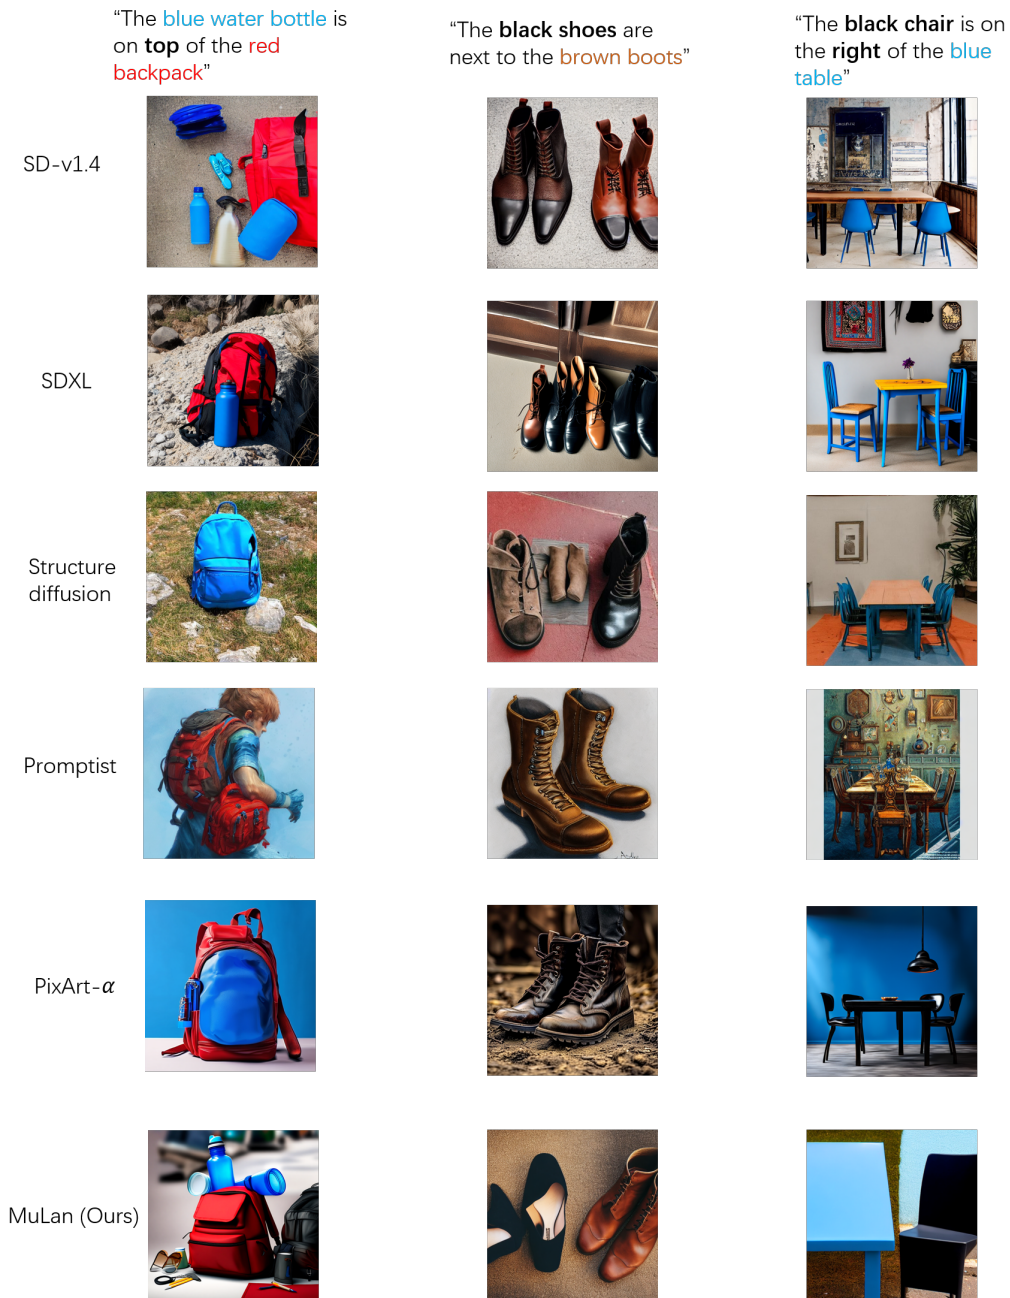 “The blue water bottle is
on top of the red
backpack”
“The black shoes are
next to the brown boots”
“The black chair is on
the right of the blue
table”
SD-v1.4
SDXL
Structure
diffusion
Promptist
PixArt-α
MuLan (Ours)